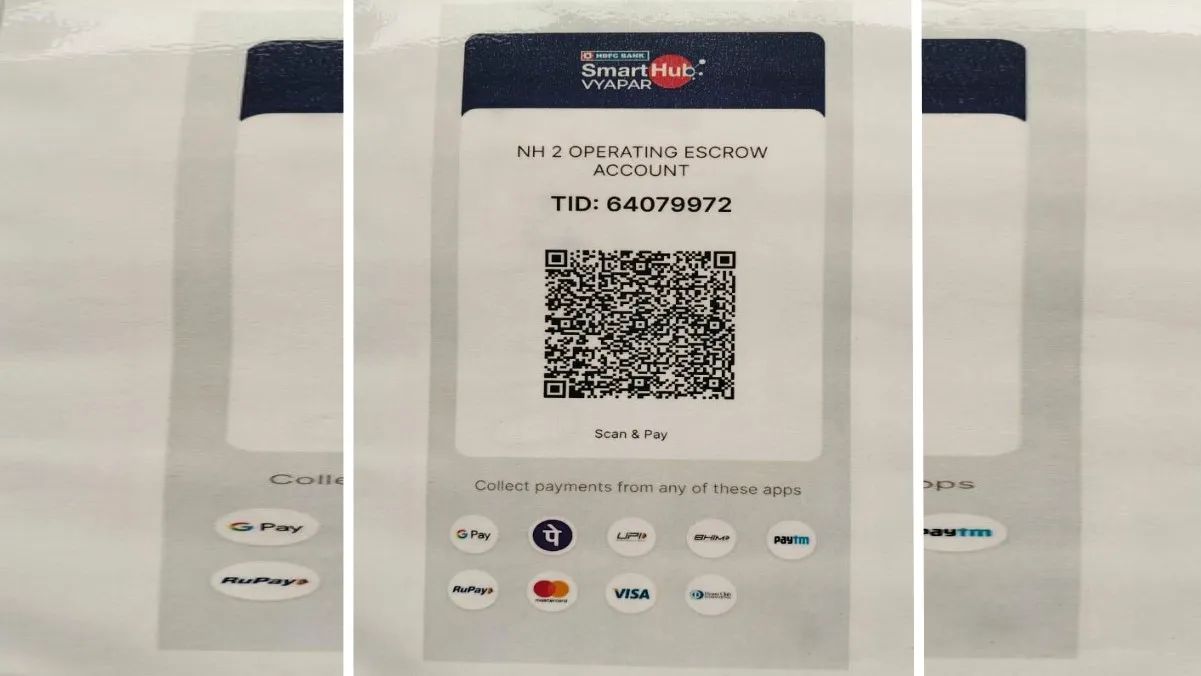 HDFC BANK
SmartHub
VYAPAR
NH 2 OPERATING ESCROW
ACCOUNT
TID: 64079972
Scan & Pay
Collect payments from any of these apps
G Pay
पे
UPI
BHIM
paytm
RuPay
mastercard
VISA
Colle
G Pay
RuPay
ops
paytm